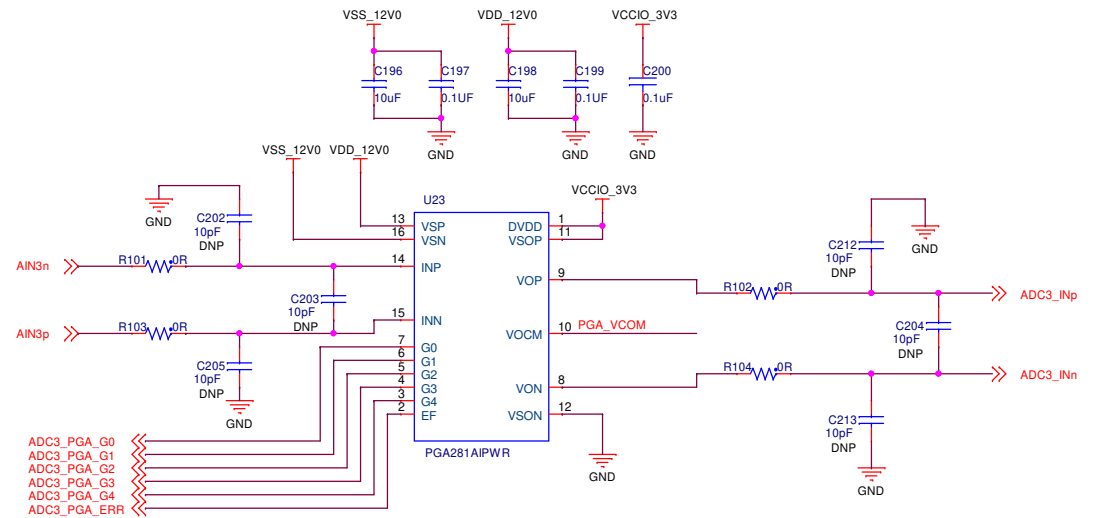 VSS_12V0
VDD_12V0
VCCIO_3V3
C196
C197
C198
C199
C200
10uF
0.1UF
10uF
0.1UF
0.1uF
GND
GND
GND
VSS_12V0
VDD_12V0
VCCIO_3V3
U23
GND
C202
10pF
DNP
13
VSP
DVDD
1
16
VSN
VSOP
11
C212
10pF
DNP
GND
AIN3n
R101
0R
14
INP
VOP
9
R102
0R
ADC3_INp
C203
10pF
DNP
15
INN
VOCM
10
PGA_VCOM
C204
10pF
DNP
AIN3p
R103
0R
7
G0
6
G1
5
G2
4
G3
3
G4
2
EF
VON
8
R104
0R
ADC3_INn
VSON
12
C205
10pF
DNP
GND
C213
10pF
DNP
GND
GND
PGA281AIPWR
ADC3_PGA_G0
ADC3_PGA_G1
ADC3_PGA_G2
ADC3_PGA_G3
ADC3_PGA_G4
ADC3_PGA_ERR